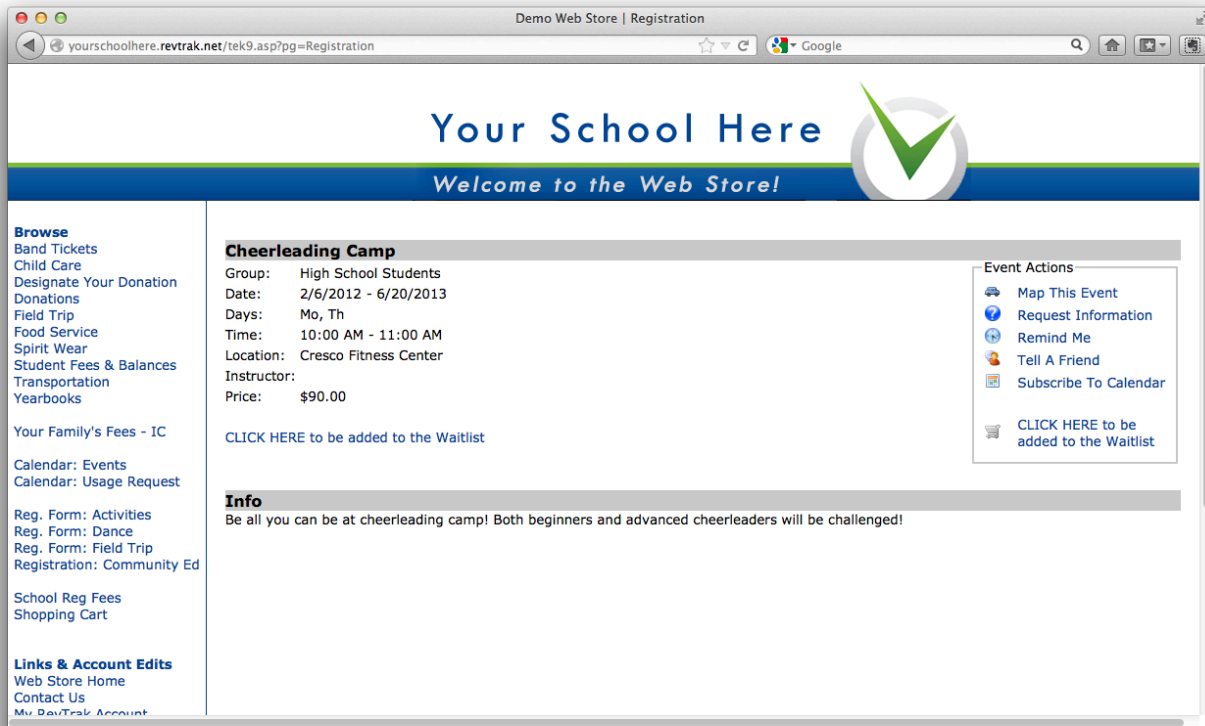 Demo Web Store | Registration
yourschoolhere.revtrak.net/tek9.asp?pg=Registration
Google
Your School Here
Welcome to the Web Store!
Browse
Band Tickets
Child Care
Designate Your Donation
Donations
Field Trip
Food Service
Spirit Wear
Student Fees & Balances
Transportation
Yearbooks
Your Family's Fees - IC
Calendar: Events
Calendar: Usage Request
Reg. Form: Activities
Reg. Form: Dance
Reg. Form: Field Trip
Registration: Community Ed
School Reg Fees
Shopping Cart
Links & Account Edits
Web Store Home
Contact Us
My RevTrak Account
Cheerleading Camp
Group: High School Students
Date: 2/6/2012 - 6/20/2013
Days: Mo, Th
Time: 10:00 AM - 11:00 AM
Location: Cresco Fitness Center
Instructor:
Price: $90.00
CLICK HERE to be added to the Waitlist
Event Actions
Map This Event
Request Information
Remind Me
Tell A Friend
Subscribe To Calendar
CLICK HERE to be
added to the Waitlist
Info
Be all you can be at cheerleading camp! Both beginners and advanced cheerleaders will be challenged!